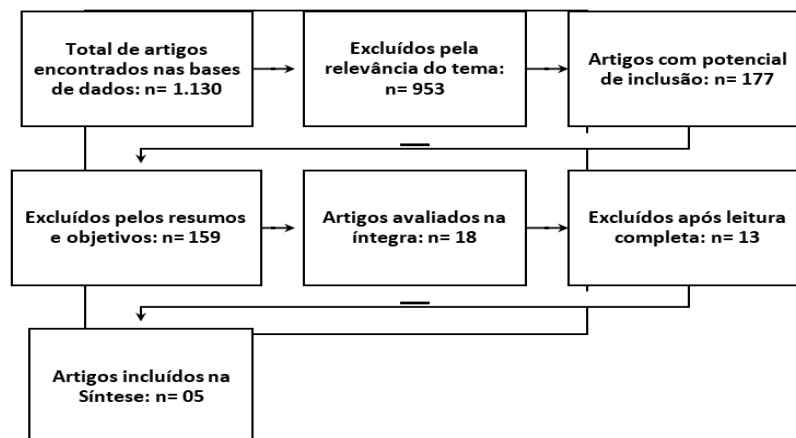 Total de artigos
encontrados nas bases
de dados: n= 1.130
Excluídos pela
relevância do tema:
n= 953
Artigos com potencial
de inclusão: n= 177
Excluídos pelos resumos
e objetivos: n= 159
Artigos avaliados na
íntegra: n= 18
Excluídos após leitura
completa: n= 13
Artigos incluídos na
Síntese: n= 05